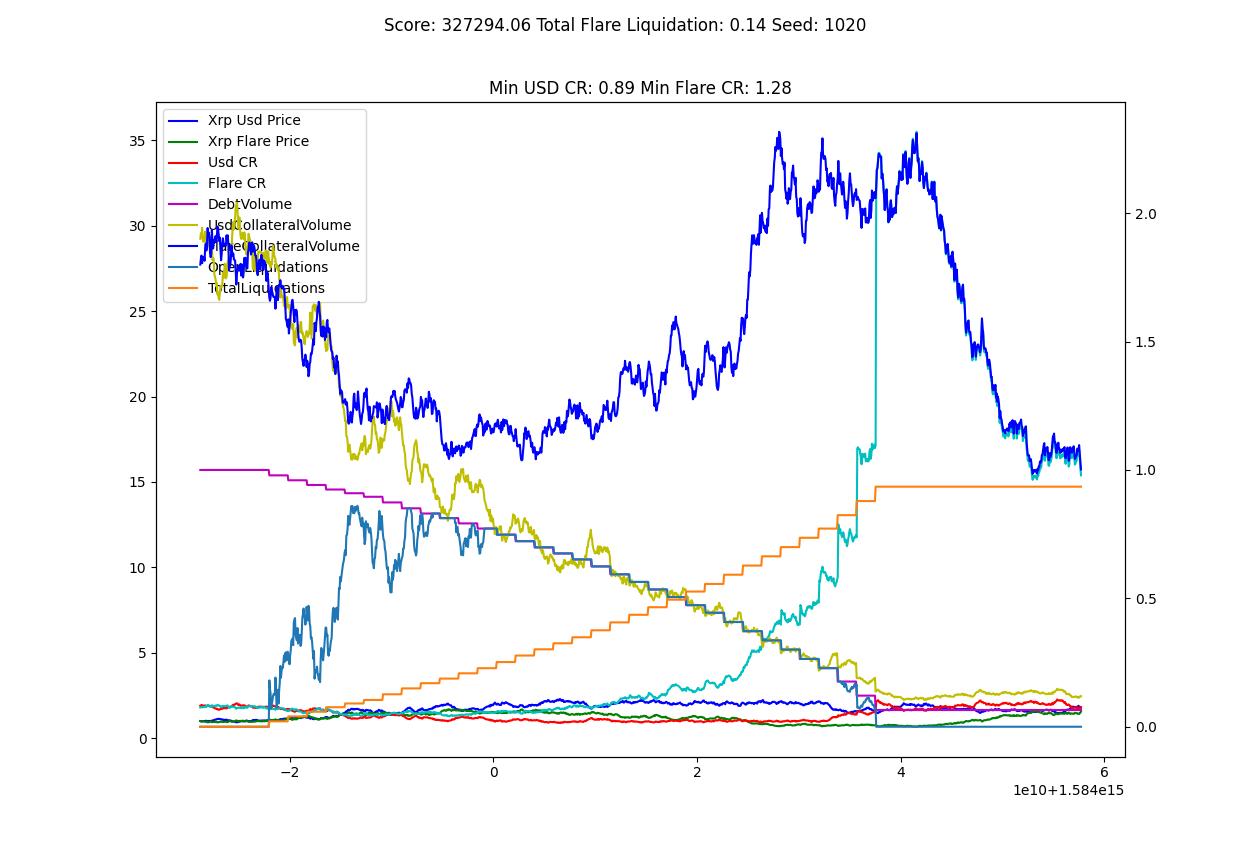 Score: 327294.06 Total Flare Liquidation: 0.14 Seed: 1020
Min USD CR: 0.89 Min Flare CR: 1.28
Xrp Usd Price
Xrp Flare Price
Usd CR
Flare CR
DebtVolume
UsdCollateralVolume
FlareCollateralVolume
OpenLiquidations
TotalLiquidations
35
30
25
20
15
10
5
0
2.0
1.5
1.0
0.5
0.0
−2
0
2
4
6
1e10+1.584e15